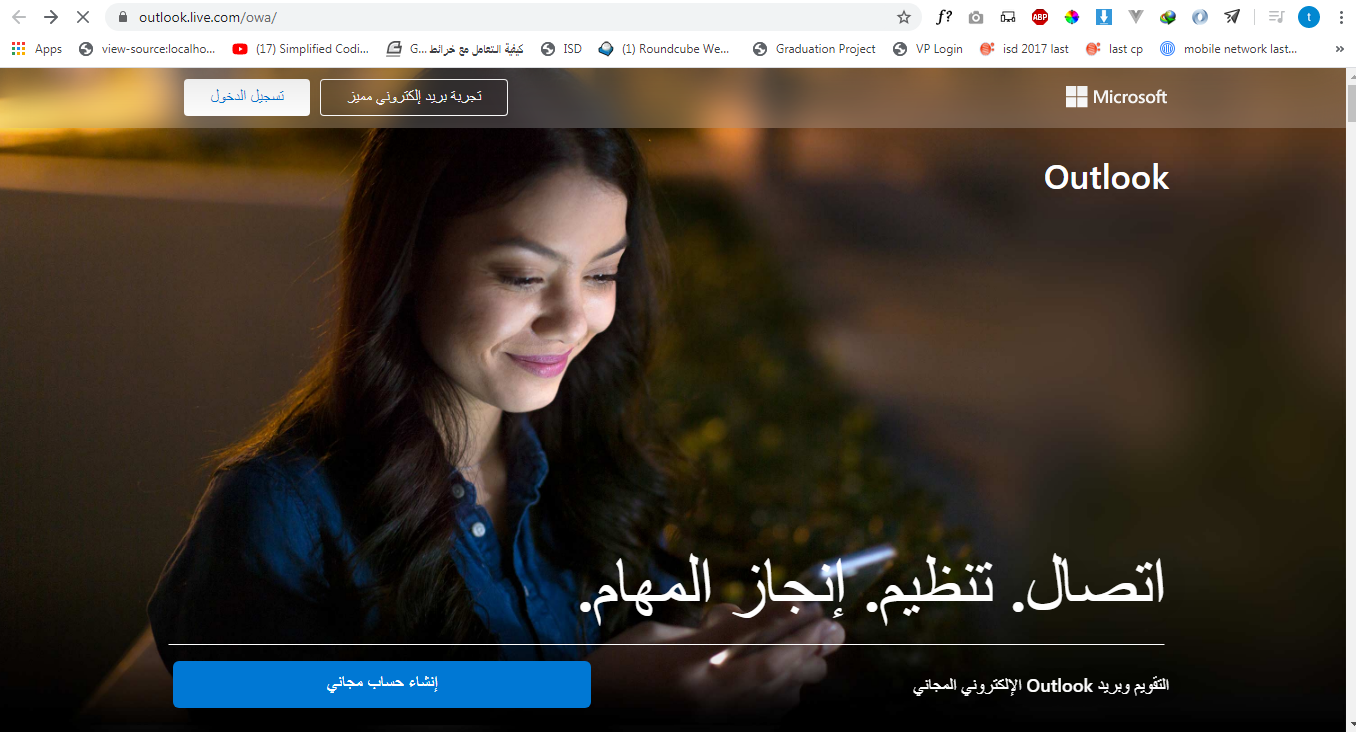 outlook.live.com/owa/
f?
ABP
t
Apps
view-source:localho...
(17) Simplified Codi...
G... كيفية التعامل مع خرائط
ISD
(1) Roundcube We...
Graduation Project
VP Login
isd 2017 last
last cp
mobile network last...
»
Microsoft
تجربة بريد إلكتروني مميز
تسجيل الدخول
Outlook
اتصال. تنظيم. إنجاز المهام.
التقويم وبريد Outlook الإلكتروني المجاني
إنشاء حساب مجاني